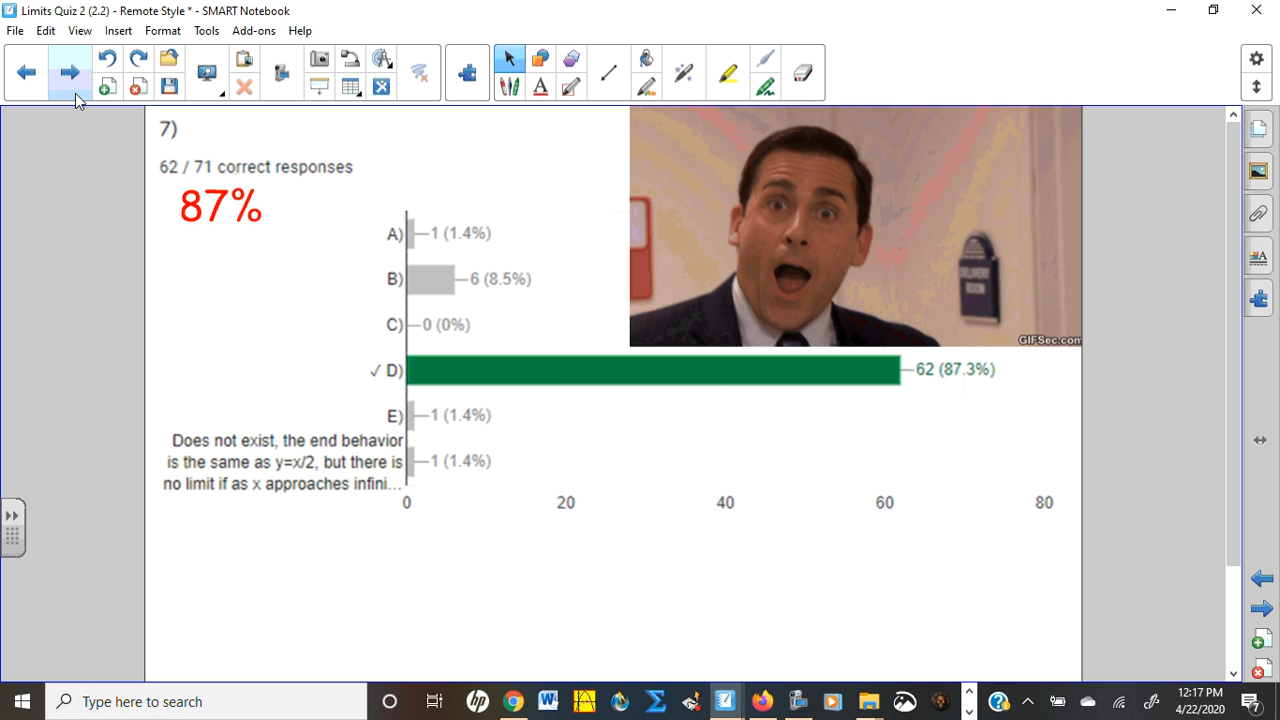 Limits Quiz 2 (2.2) - Remote Style * - SMART Notebook
File Edit View Insert Format Tools Add-ons Help
7)
62 / 71 correct responses
87%
A) 1 (1.4%)
B) 6 (8.5%)
C) 0 (0%)
✓ D) 62 (87.3%)
E) 1 (1.4%)
Does not exist, the end behavior
is the same as y=x/2, but there is
no limit if as x approaches infini...
1 (1.4%)
0 20 40 60 80
DELIVERY
ROOM
GIFSec.com
Type here to search
12:17 PM
4/22/2020
7